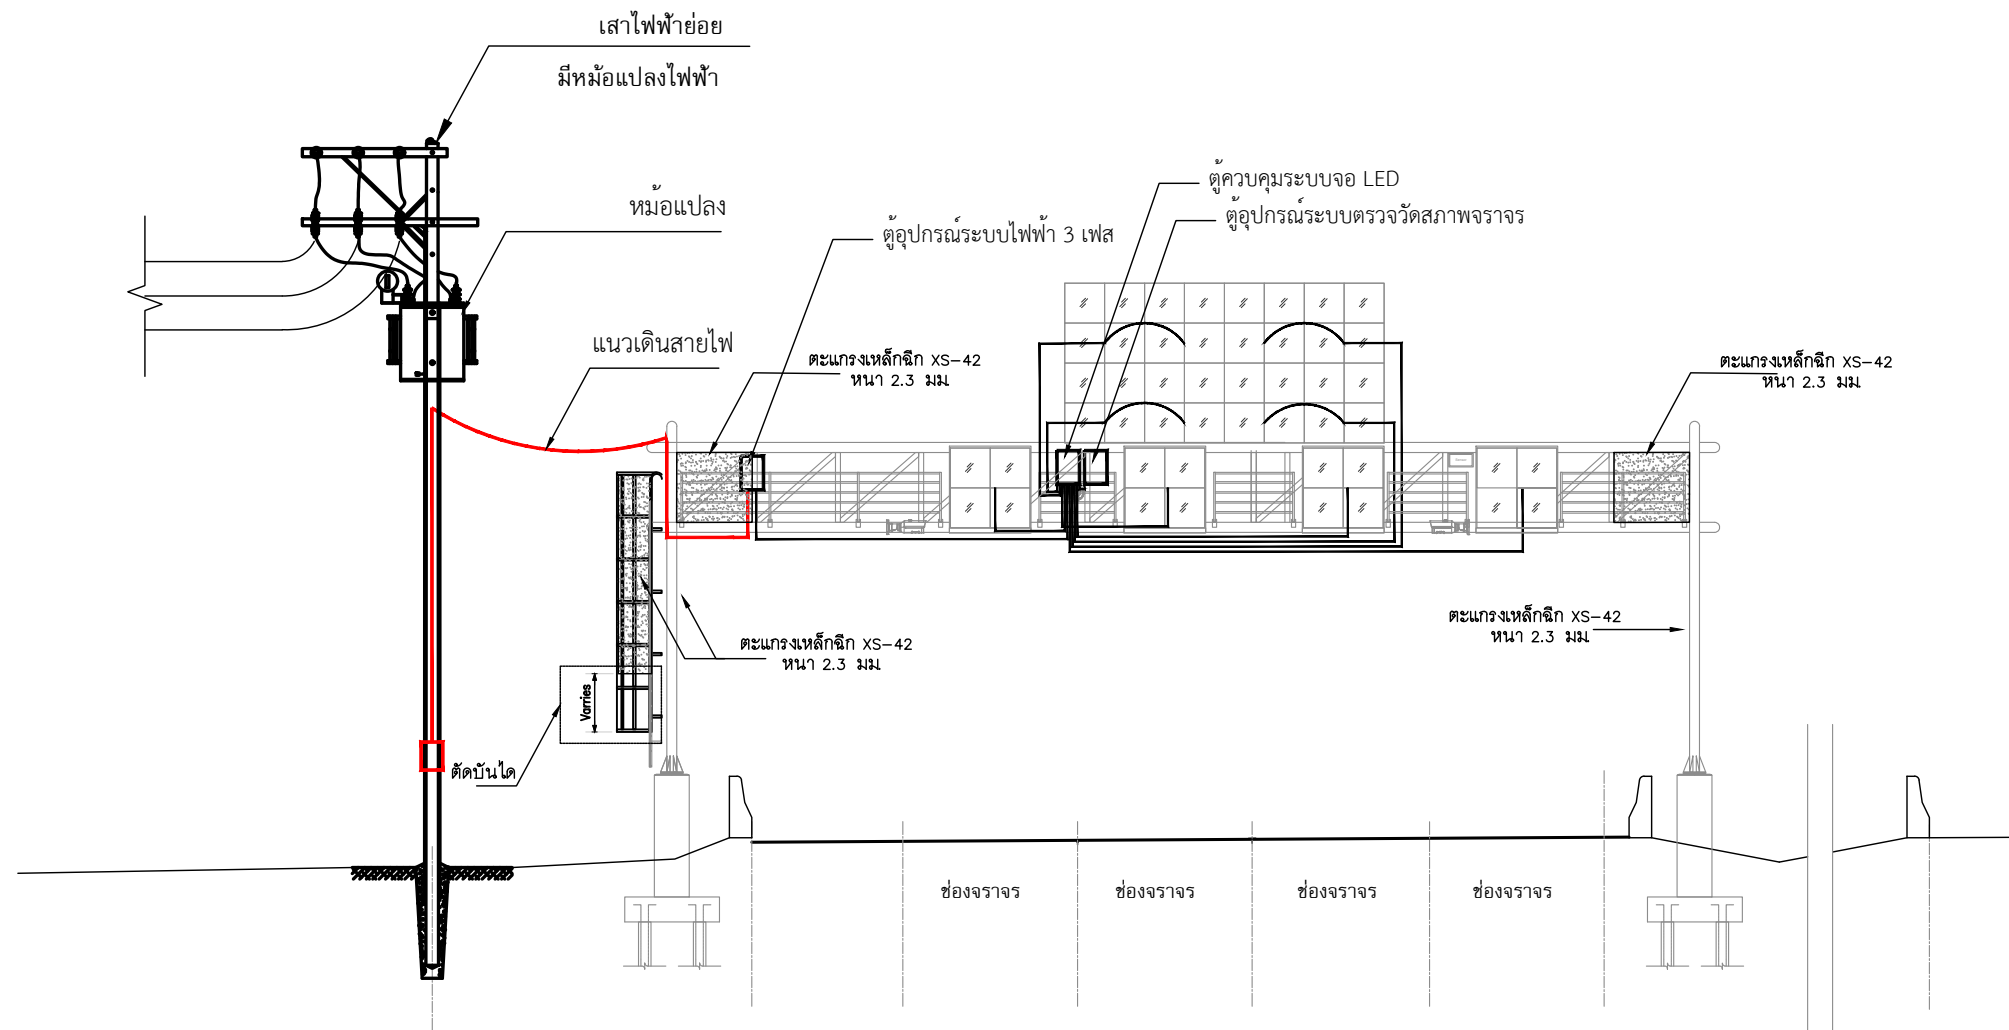 เสาไฟฟ้าย่อย
มีหม้อแปลงไฟฟ้า
หม้อแปลง
ตู้ควบคุมระบบจอ LED
ตู้อุปกรณ์ระบบตรวจวัดสภาพจราจร
ตู้อุปกรณ์ระบบไฟฟ้า 3 เฟส
แนวเดินสายไฟ
ตะแกรงเหล็กฉีก XS-42
หนา 2.3 มม.
ตะแกรงเหล็กฉีก XS-42
หนา 2.3 มม.
ตะแกรงเหล็กฉีก XS-42
หนา 2.3 มม.
ตะแกรงเหล็กฉีก XS-42
หนา 2.3 มม.
Varries
ตัดบันได
ช่องจราจร
ช่องจราจร
ช่องจราจร
ช่องจราจร